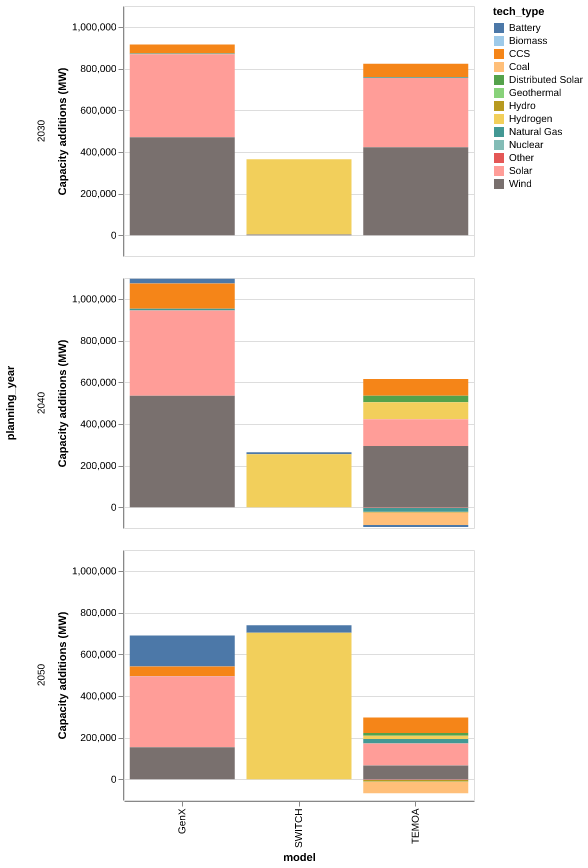 tech_type
Battery
Biomass
CCS
Coal
Distributed Solar
Geothermal
Hydro
Hydrogen
Natural Gas
Nuclear
Other
Solar
Wind
planning_year
2030
Capacity additions (MW)
1,000,000
800,000
600,000
400,000
200,000
0
2040
Capacity additions (MW)
1,000,000
800,000
600,000
400,000
200,000
0
2050
Capacity additions (MW)
1,000,000
800,000
600,000
400,000
200,000
0
GenX
SWITCH
TEMOA
model